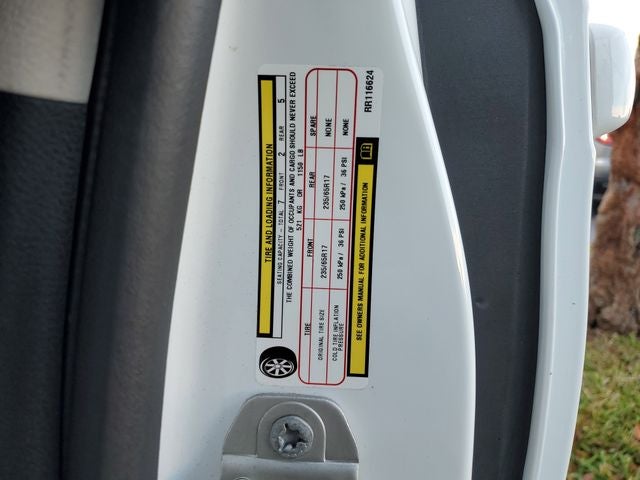 TIRE AND LOADING INFORMATION
SEATING CAPACITY - TOTAL 7 FRONT 2 REAR 5
THE COMBINED WEIGHT OF OCCUPANTS AND CARGO SHOULD NEVER EXCEED
521 KG OR 1150 LB
TIRE FRONT REAR SPARE
ORIGINAL TIRE SIZE 235/65R17 235/65R17 NONE
COLD TIRE INFLATION PRESSURE 250 kPa / 36 PSI 250 kPa / 36 PSI NONE
SEE OWNERS MANUAL FOR ADDITIONAL INFORMATION
RR116624